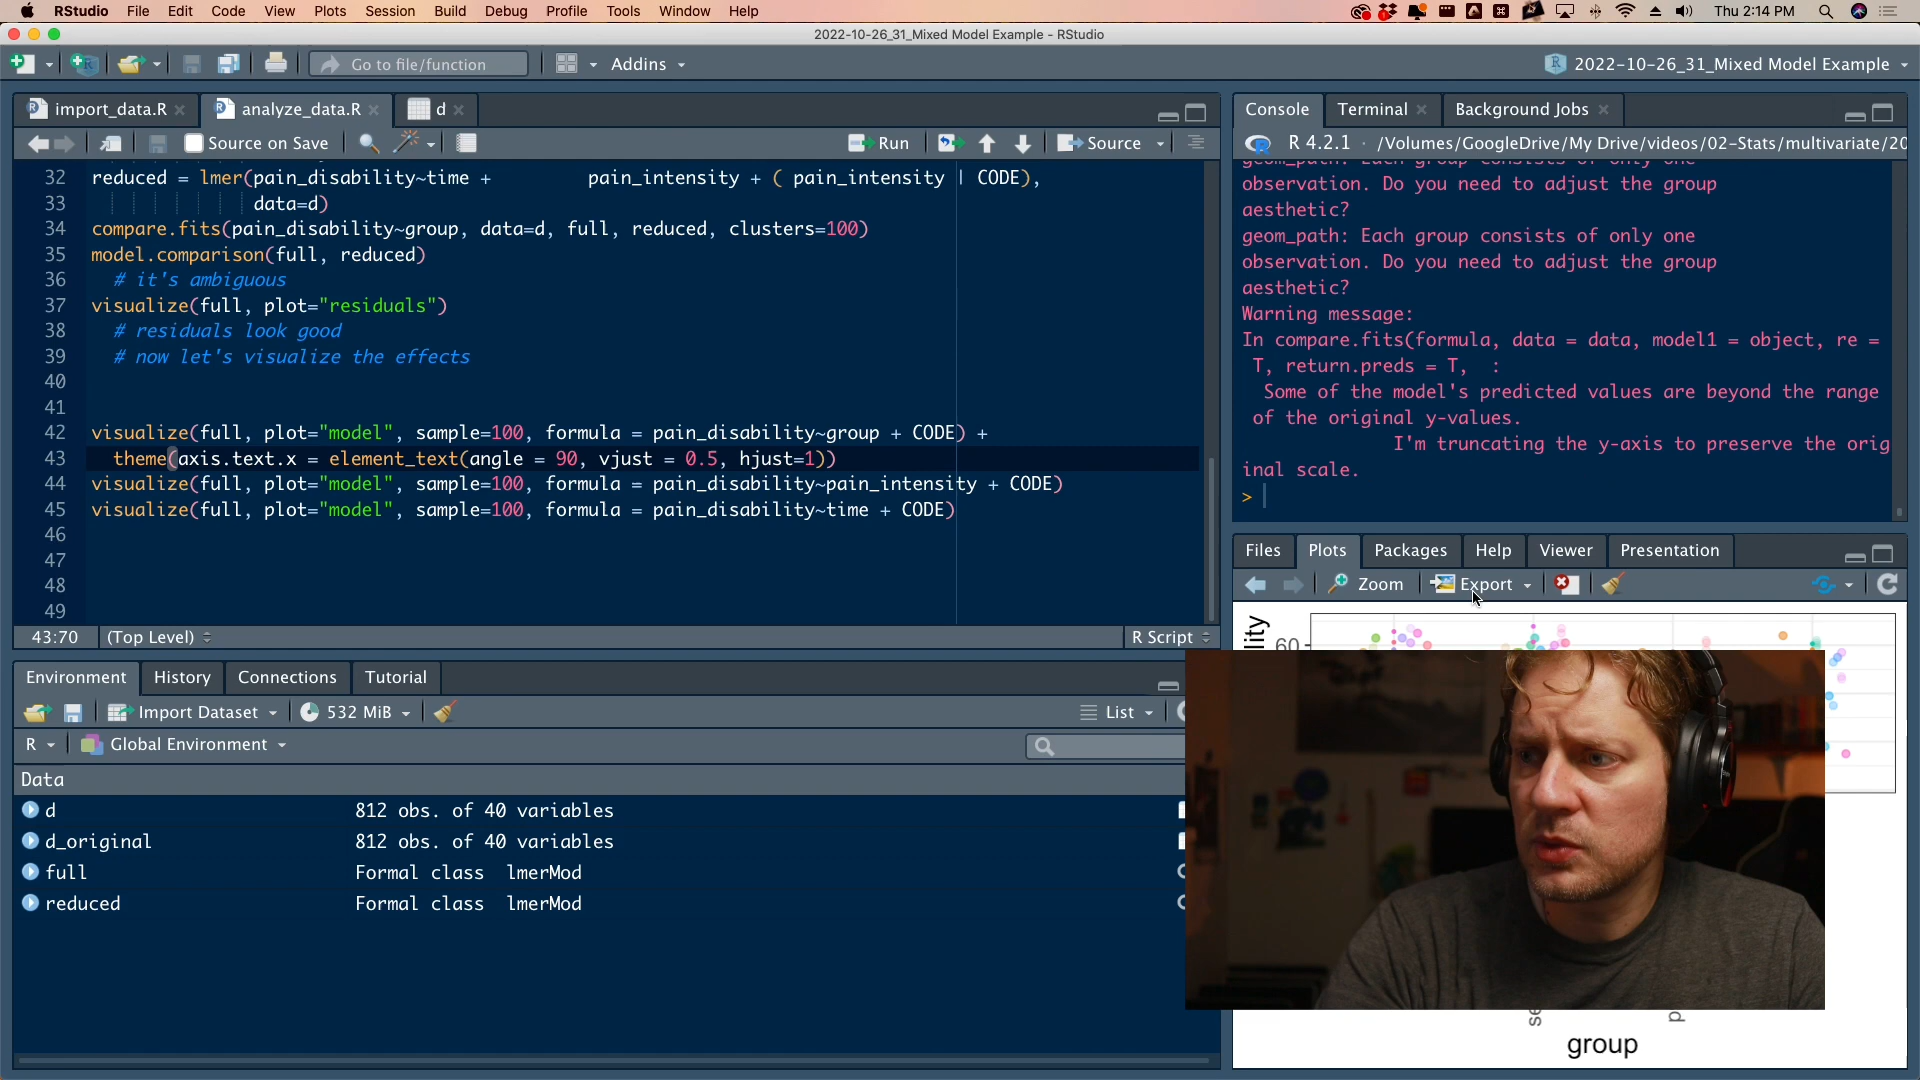 RStudio File Edit Code View Plots Session Build Debug Profile Tools Window Help Thu 2:14 PM
2022-10-26_31_Mixed Model Example - RStudio
Go to file/function Addins 2022-10-26_31_Mixed Model Example
import_data.R analyze_data.R d
Source on Save Run Source
32 reduced = lmer(pain_disability~time + pain_intensity + ( pain_intensity | CODE),
33 data=d)
34 compare.fits(pain_disability~group, data=d, full, reduced, clusters=100)
35 model.comparison(full, reduced)
36 # it's ambiguous
37 visualize(full, plot="residuals")
38 # residuals look good
39 # now let's visualize the effects
40
41
42 visualize(full, plot="model", sample=100, formula = pain_disability~group + CODE) +
43 theme(axis.text.x = element_text(angle = 90, vjust = 0.5, hjust=1))
44 visualize(full, plot="model", sample=100, formula = pain_disability~pain_intensity + CODE)
45 visualize(full, plot="model", sample=100, formula = pain_disability~time + CODE)
46
47
48
49
43:70 (Top Level) R Script
Environment History Connections Tutorial
Import Dataset 532 MiB List
R Global Environment
Data
d 812 obs. of 40 variables
d_original 812 obs. of 40 variables
full Formal class lmerMod
reduced Formal class lmerMod
Console Terminal Background Jobs
R 4.2.1 · /Volumes/GoogleDrive/My Drive/videos/02-Stats/multivariate/20
geom_path: Each group consists of only one
observation. Do you need to adjust the group
aesthetic?
geom_path: Each group consists of only one
observation. Do you need to adjust the group
aesthetic?
Warning message:
In compare.fits(formula, data = data, model1 = object, re =
T, return.preds = T,  :
Some of the model's predicted values are beyond the range
of the original y-values.
I'm truncating the y-axis to preserve the orig
inal scale.
>
Files Plots Packages Help Viewer Presentation
Zoom Export
lity
60
se
p
group